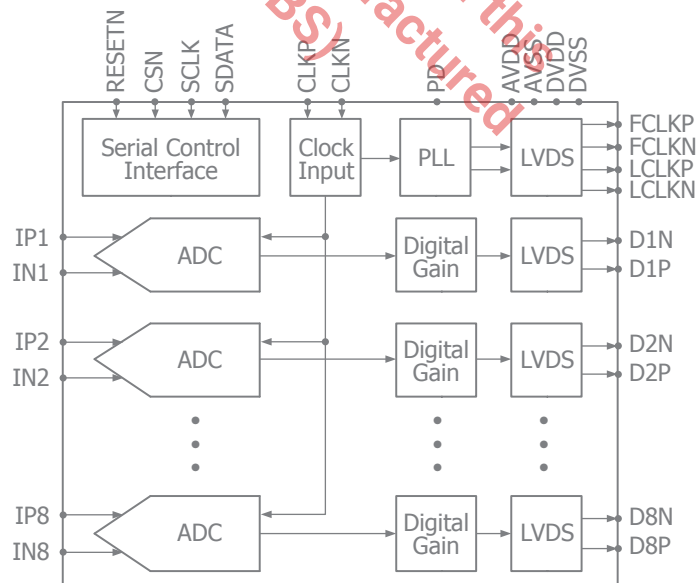 this
factured
BS)
RESETN
CSN
SCLK
SDATA
CLKP
CLKN
PD
AVDD
AVSS
DVDD
DVSS
Serial Control
Interface
Clock
Input
PLL
LVDS
FCLKP
FCLKN
LCLKP
LCLKN
IP1
IN1
ADC
Digital
Gain
LVDS
D1N
D1P
IP2
IN2
ADC
Digital
Gain
LVDS
D2N
D2P
IP8
IN8
ADC
Digital
Gain
LVDS
D8N
D8P